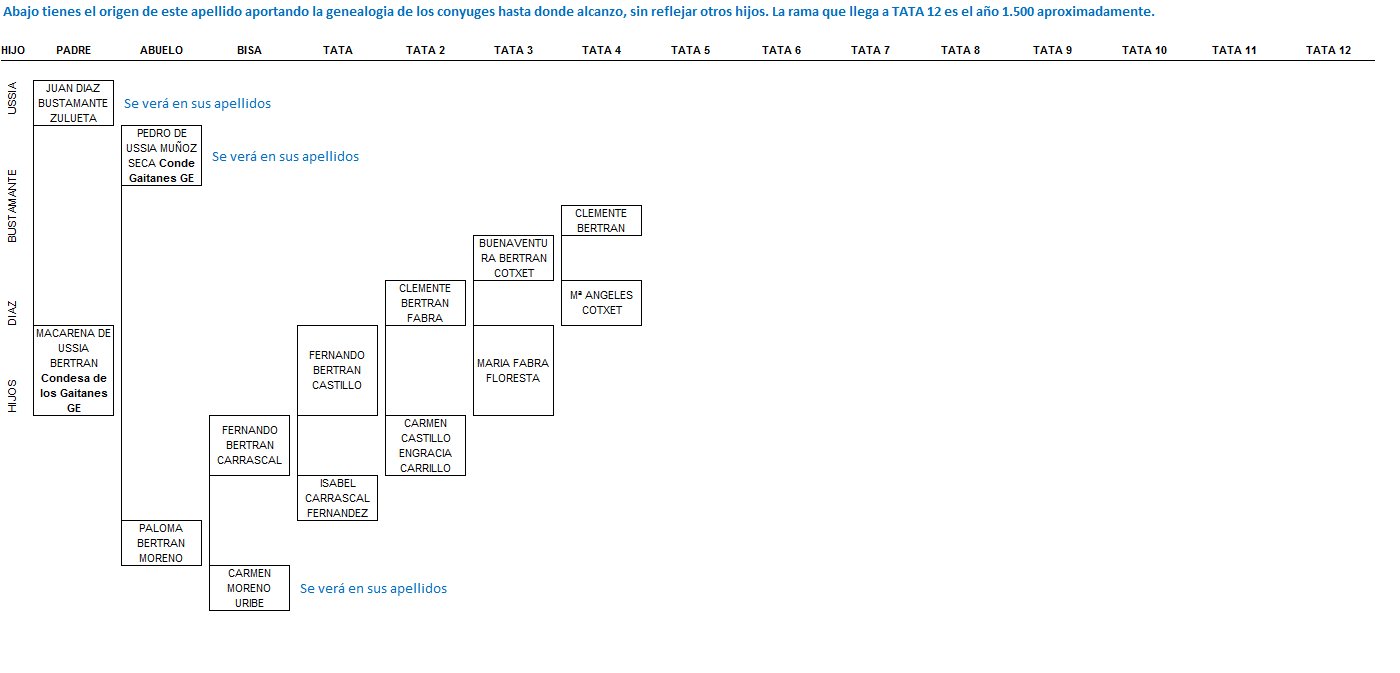 Abajo tienes el origen de este apellido aportando la genealogia de los conyuges hasta donde alcanzo, sin reflejar otros hijos. La rama que llega a TATA 12 es el año 1.500 aproximadamente.
HIJO PADRE ABUELO BISA TATA TATA 2 TATA 3 TATA 4 TATA 5 TATA 6 TATA 7 TATA 8 TATA 9 TATA 10 TATA 11 TATA 12
USSIA
BUSTAMANTE
DIAZ
HIJOS
JUAN DIAZ
BUSTAMANTE
ZULUETA
Se verá en sus apellidos
PEDRO DE
USSIA MUÑOZ
SECA Conde
Gaitanes GE
Se verá en sus apellidos
CLEMENTE
BERTRAN
BUENAVENTU
RA BERTRAN
COTXET
CLEMENTE
BERTRAN
FABRA
Mª ANGELES
COTXET
MACARENA DE
USSIA
BERTRAN
Condesa de
los Gaitanes
GE
FERNANDO
BERTRAN
CASTILLO
MARIA FABRA
FLORESTA
FERNANDO
BERTRAN
CARRASCAL
CARMEN
CASTILLO
ENGRACIA
CARRILLO
ISABEL
CARRASCAL
FERNANDEZ
PALOMA
BERTRAN
MORENO
CARMEN
MORENO
URIBE
Se verá en sus apellidos